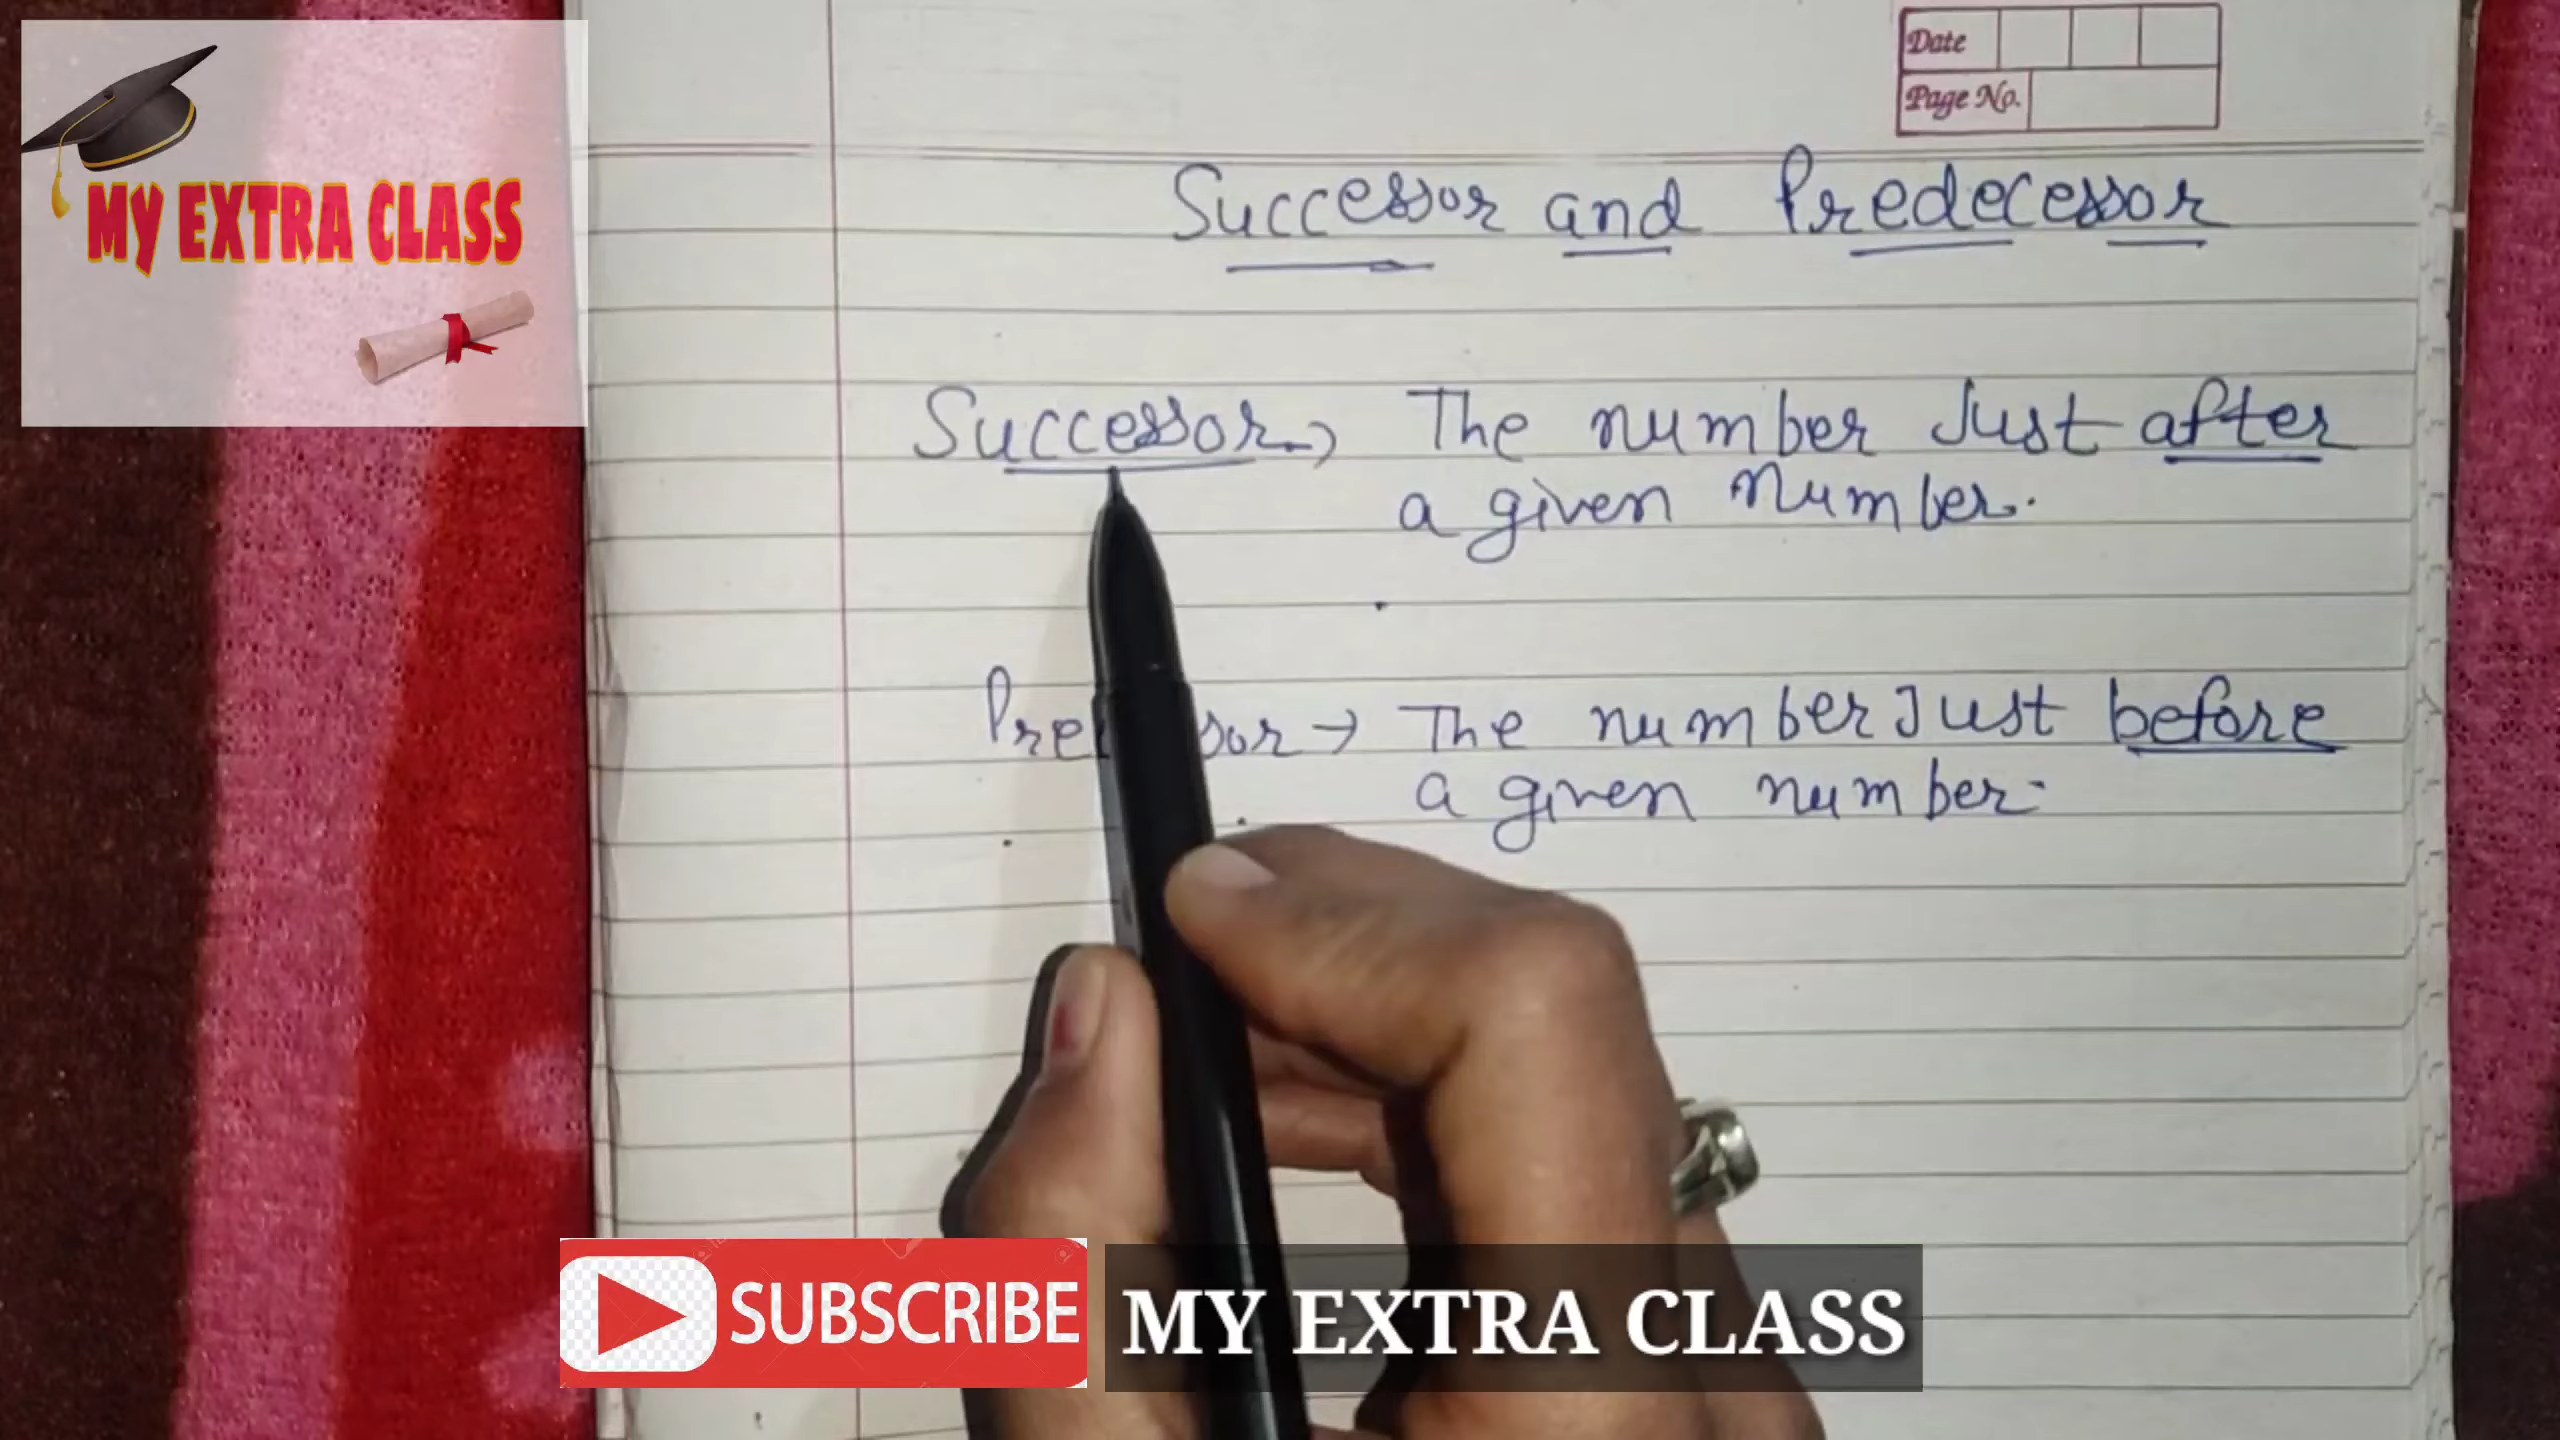 MY EXTRA CLASS
Date
Page No.
Successor and Predecessor
Successor → The number Just after
a given number.
→ The number Just before
a given number.
SUBSCRIBE
MY EXTRA CLASS